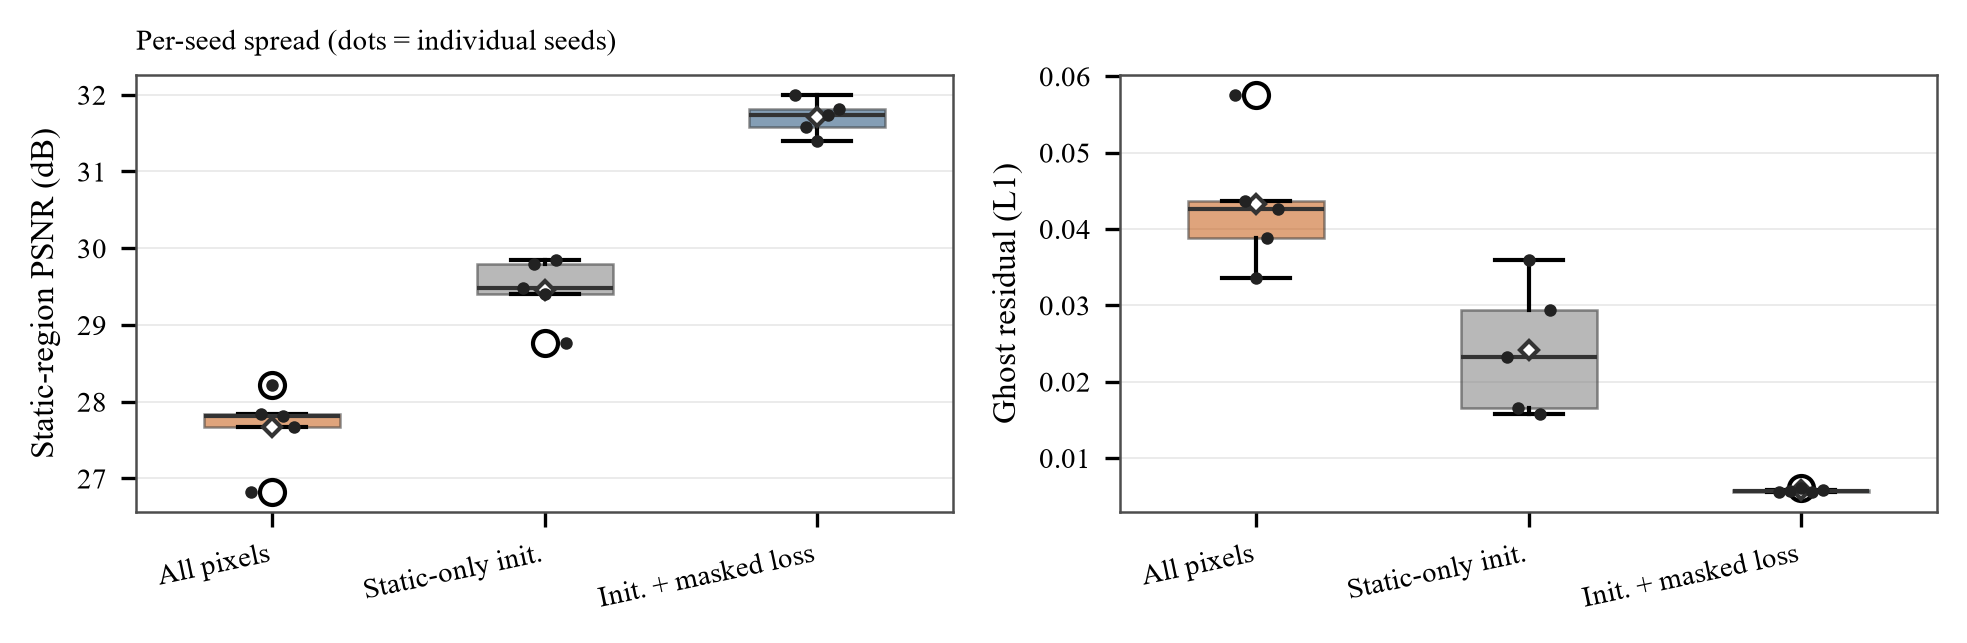 Per-seed spread (dots = individual seeds)
Static-region PSNR (dB)
32
31
30
29
28
27
All pixels
Static-only init.
Init. + masked loss
Ghost residual (L1)
0.06
0.05
0.04
0.03
0.02
0.01
All pixels
Static-only init.
Init. + masked loss